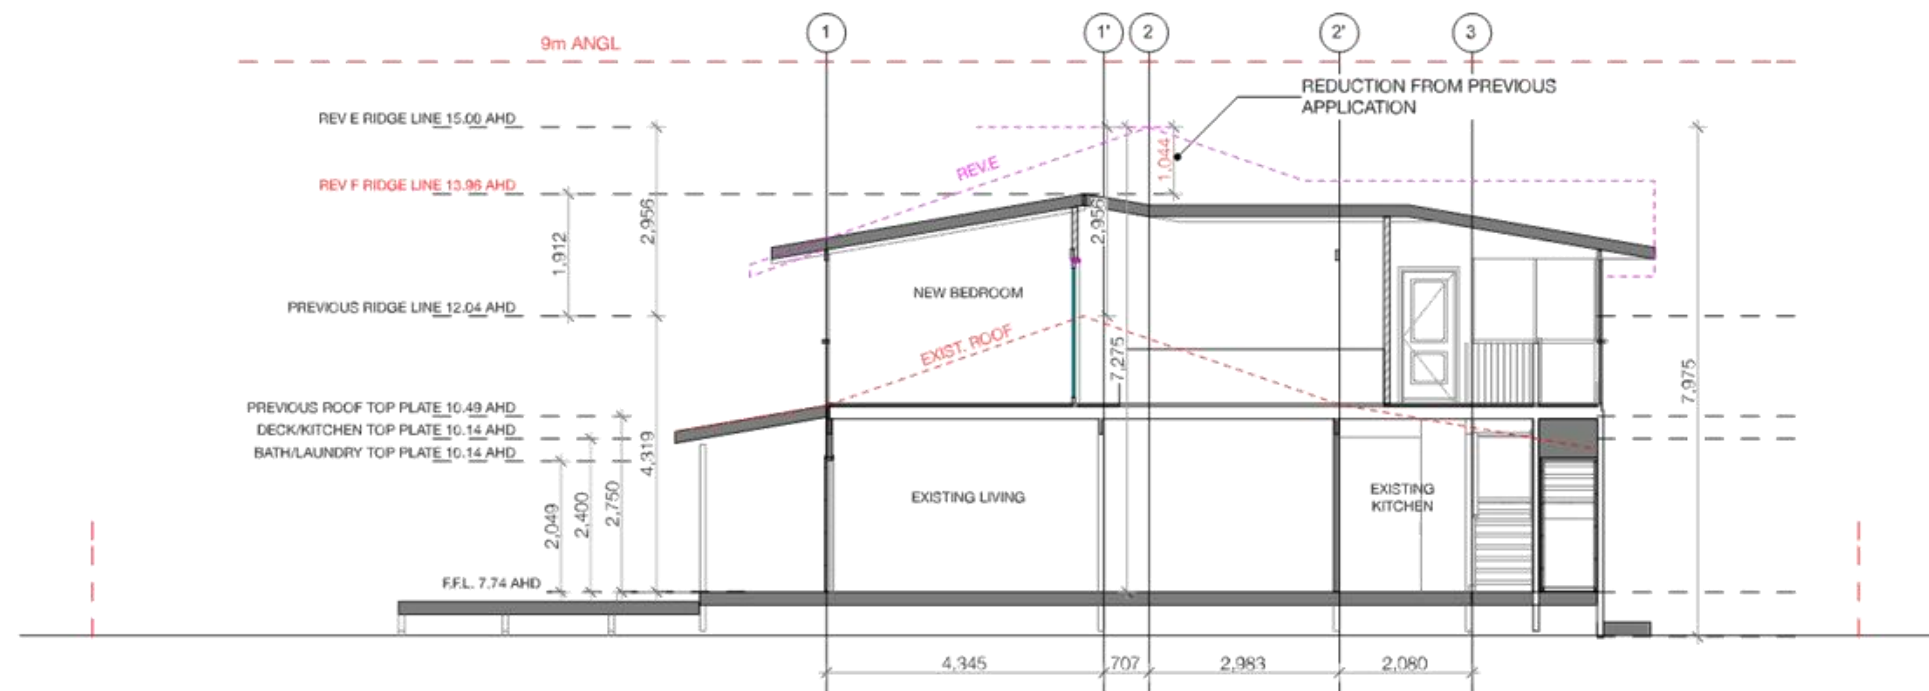 1
1'
2
2'
3
9m ANGL
REDUCTION FROM PREVIOUS
APPLICATION
REV E RIDGE LINE 15.00 AHD
1,044
REV.E
REV F RIDGE LINE 13.96 AHD
2,956
2,956
1,912
NEW BEDROOM
PREVIOUS RIDGE LINE 12.04 AHD
EXIST. ROOF
7,275
7,975
PREVIOUS ROOF TOP PLATE 10.49 AHD
DECK/KITCHEN TOP PLATE 10.14 AHD
BATH/LAUNDRY TOP PLATE 10.14 AHD
4,319
EXISTING LIVING
EXISTING
KITCHEN
2,049
2,400
2,750
F.F.L. 7.74 AHD
4,345
707
2,983
2,080